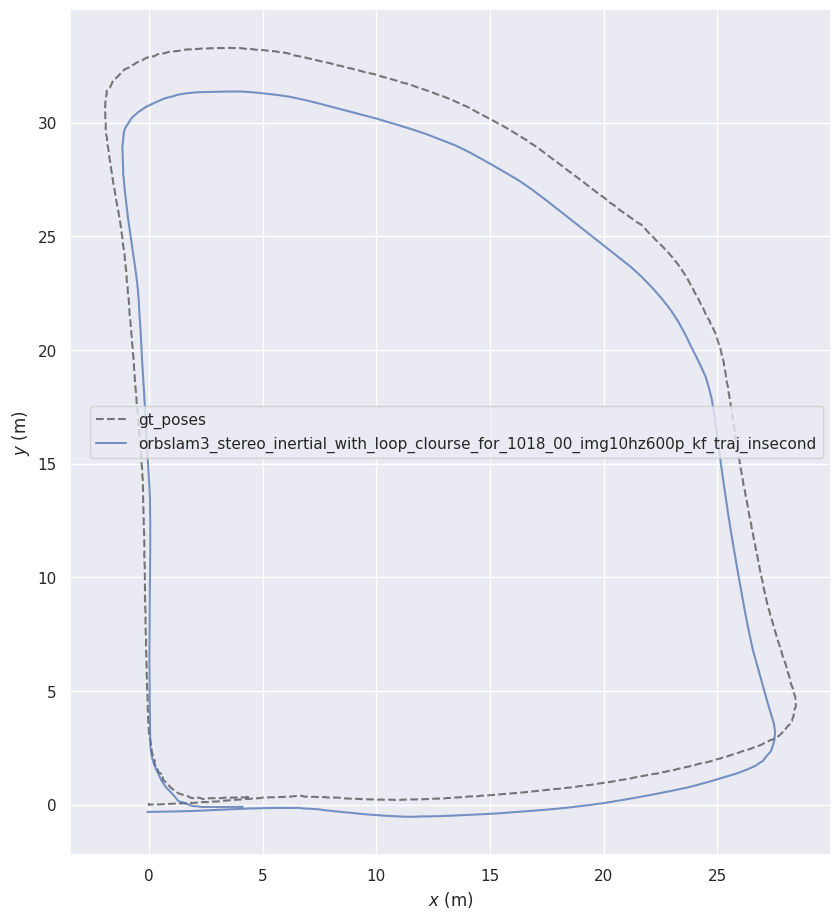 30
25
20
gt_poses
orbslam3_stereo_inertial_with_loop_clourse_for_1018_00_img10hz600p_kf_traj_insecond
y (m)
15
10
5
0
0 5 10 15 20 25
x (m)